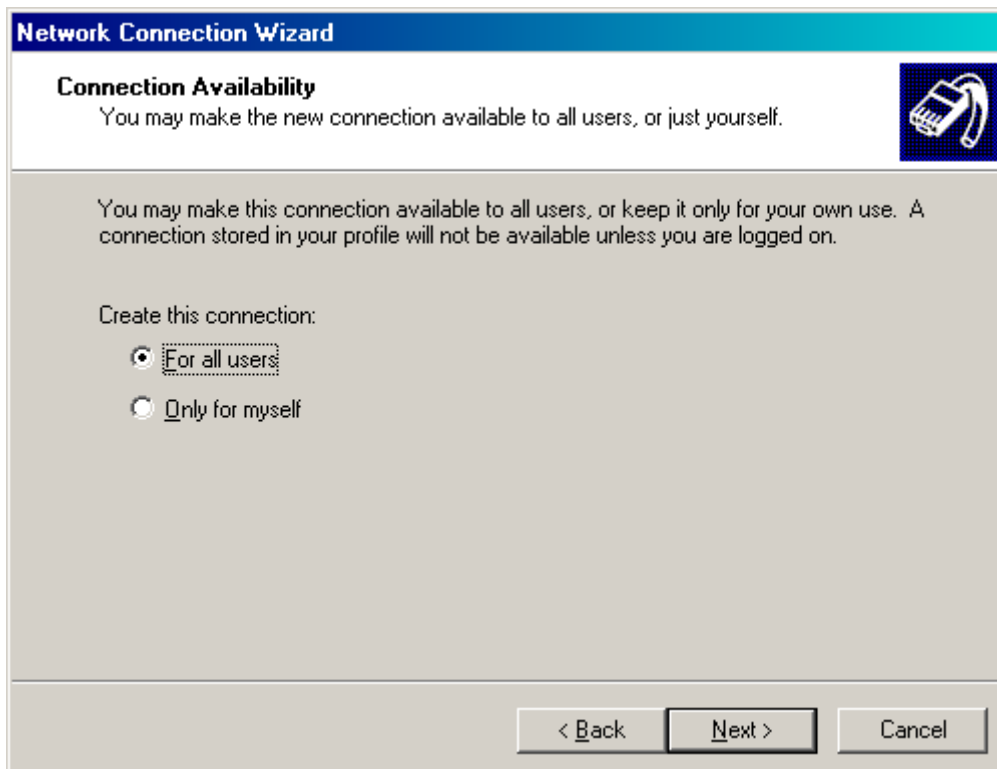 Network Connection Wizard
Connection Availability
You may make the new connection available to all users, or just yourself.
You may make this connection available to all users, or keep it only for your own use.  A
connection stored in your profile will not be available unless you are logged on.
Create this connection:
For all users
Only for myself
< Back
Next >
Cancel